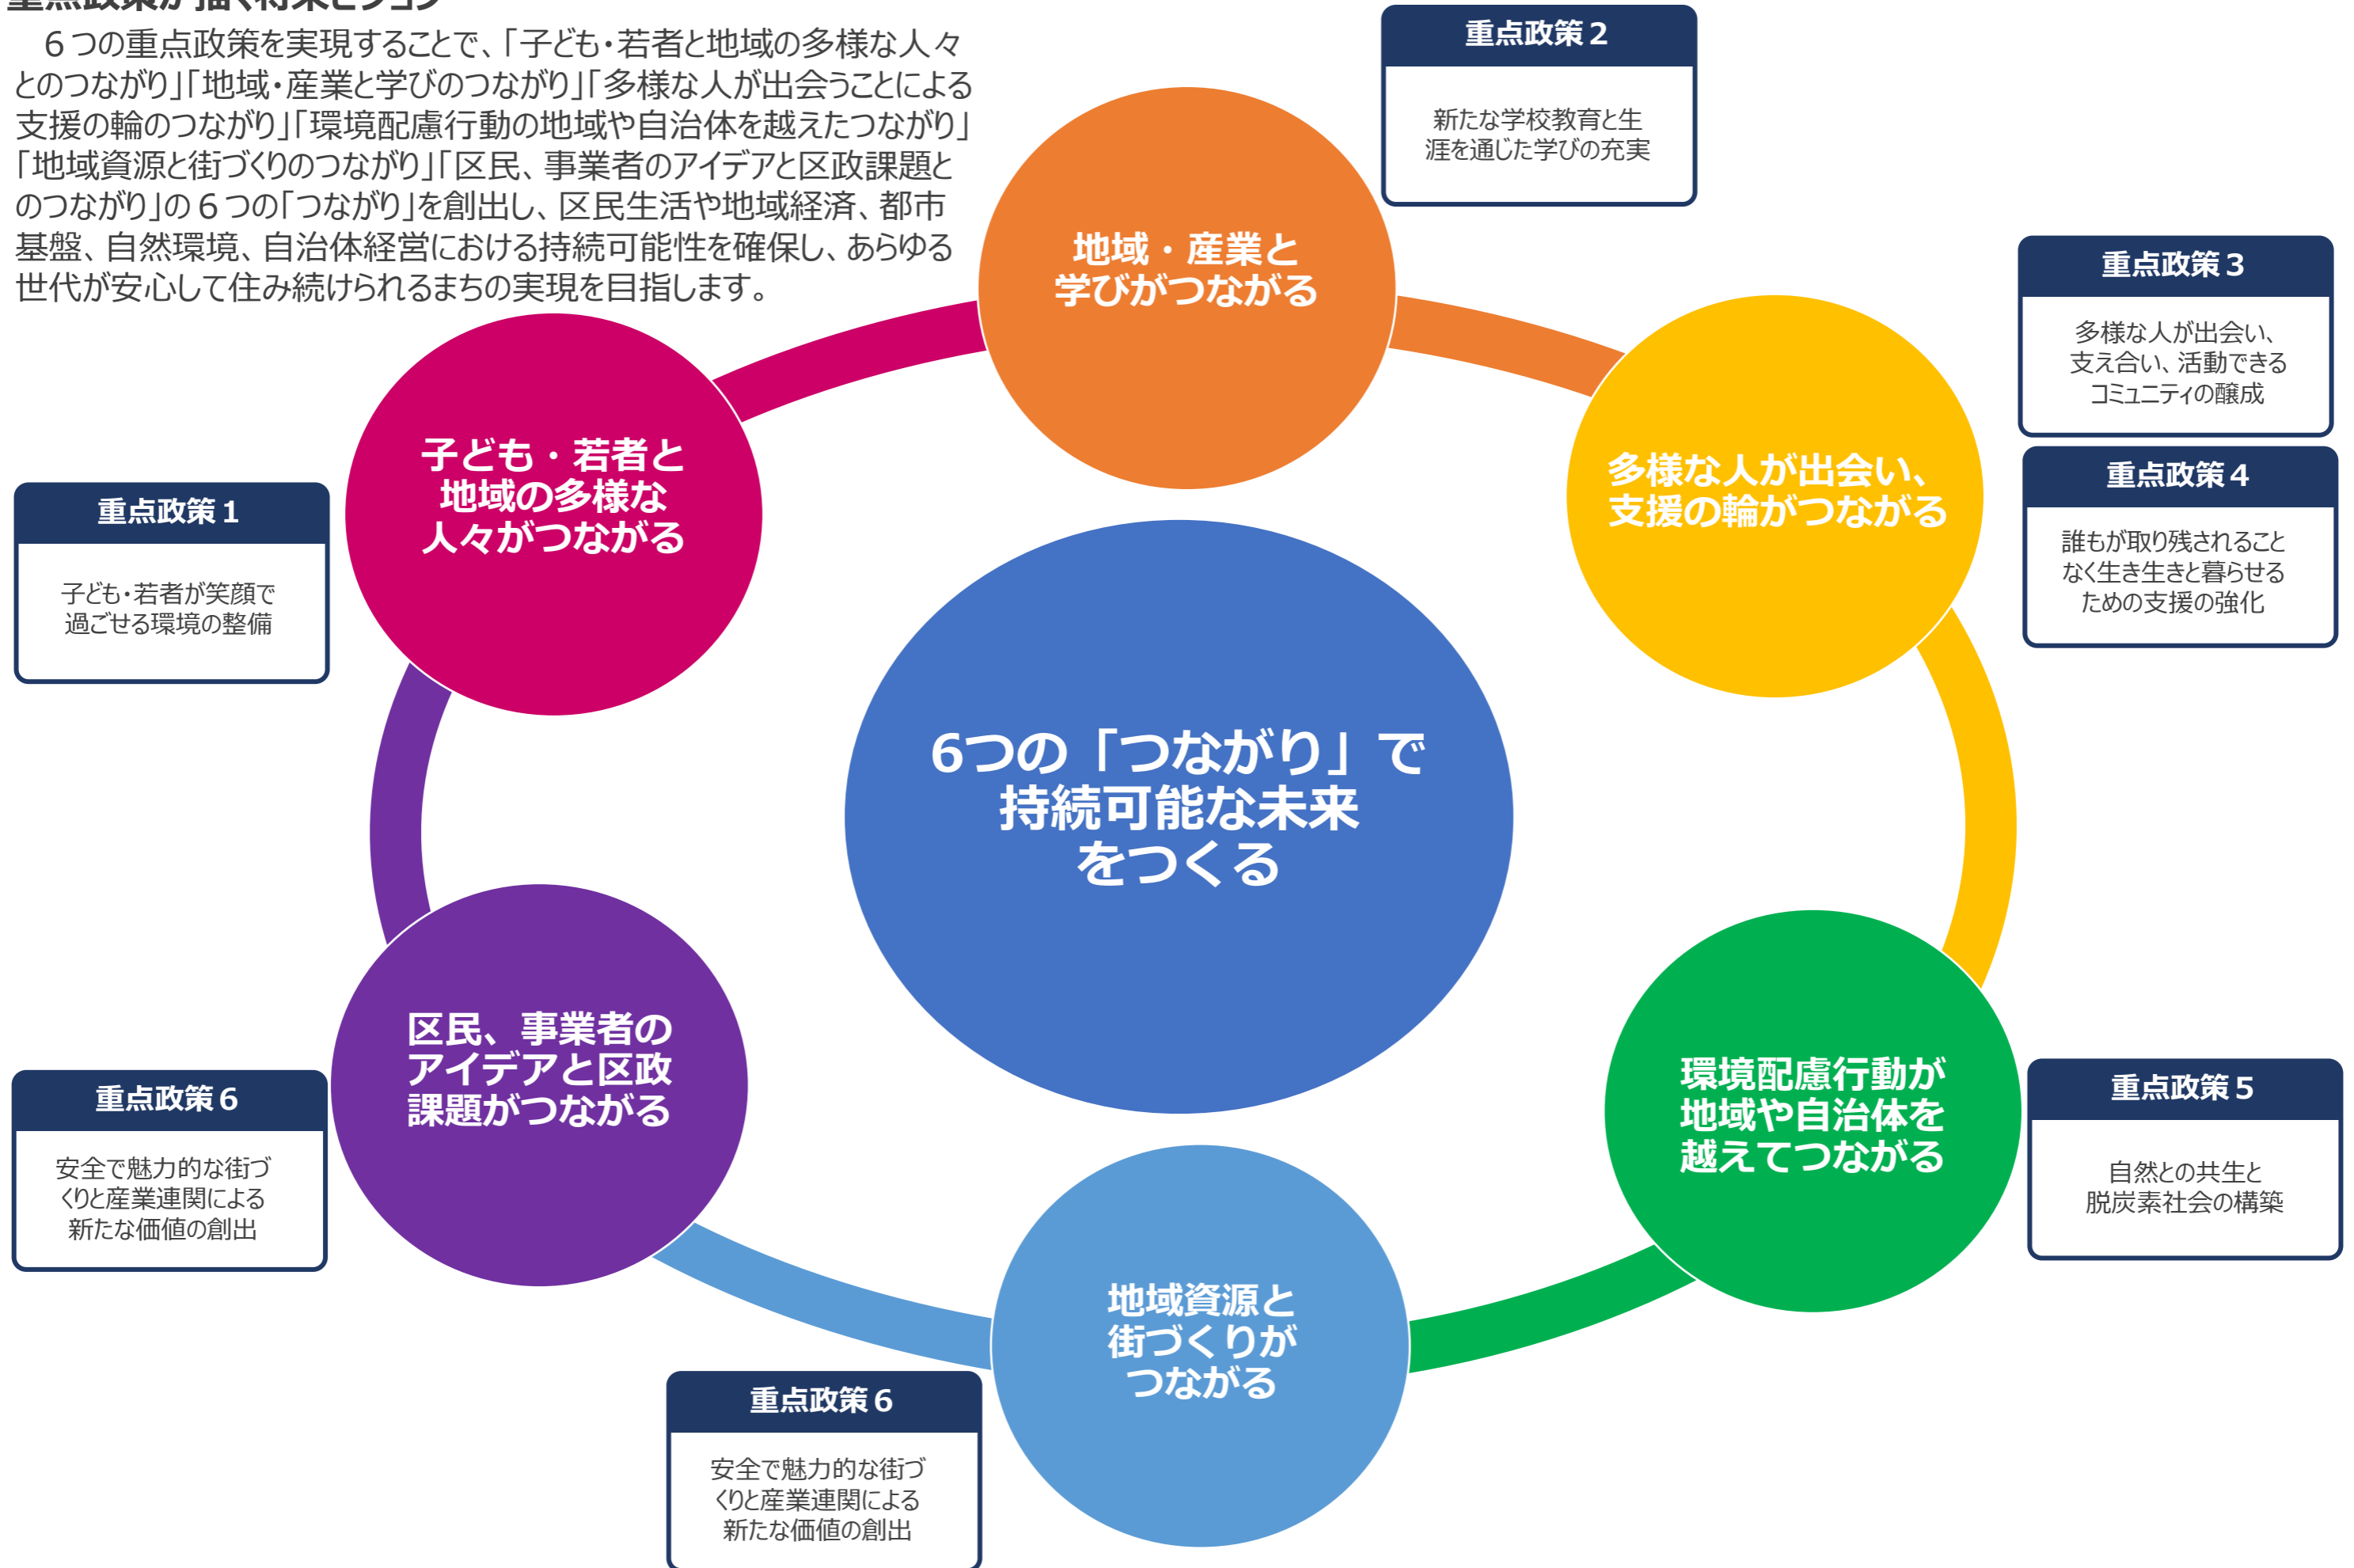 重点政策が描く将来ビジョン
６つの重点政策を実現することで、「子ども・若者と地域の多様な人々
とのつながり」「地域・産業と学びのつながり」「多様な人が出会うことによる
支援の輪のつながり」「環境配慮行動の地域や自治体を越えたつながり」
「地域資源と街づくりのつながり」「区民、事業者のアイデアと区政課題と
のつながり」の６つの「つながり」を創出し、区民生活や地域経済、都市
基盤、自然環境、自治体経営における持続可能性を確保し、あらゆる
世代が安心して住み続けられるまちの実現を目指します。
重点政策２
新たな学校教育と生
涯を通じた学びの充実
地域・産業と
学びがつながる
重点政策３
多様な人が出会い、
支え合い、活動できる
コミュニティの醸成
多様な人が出会い、
支援の輪がつながる
重点政策４
誰もが取り残されること
なく生き生きと暮らせる
ための支援の強化
子ども・若者と
地域の多様な
人々がつながる
重点政策１
子ども・若者が笑顔で
過ごせる環境の整備
6つの「つながり」で
持続可能な未来
をつくる
区民、事業者の
アイデアと区政
課題がつながる
重点政策６
安全で魅力的な街づ
くりと産業連関による
新たな価値の創出
環境配慮行動が
地域や自治体を
越えてつながる
重点政策５
自然との共生と
脱炭素社会の構築
地域資源と
街づくりが
つながる
重点政策６
安全で魅力的な街づ
くりと産業連関による
新たな価値の創出